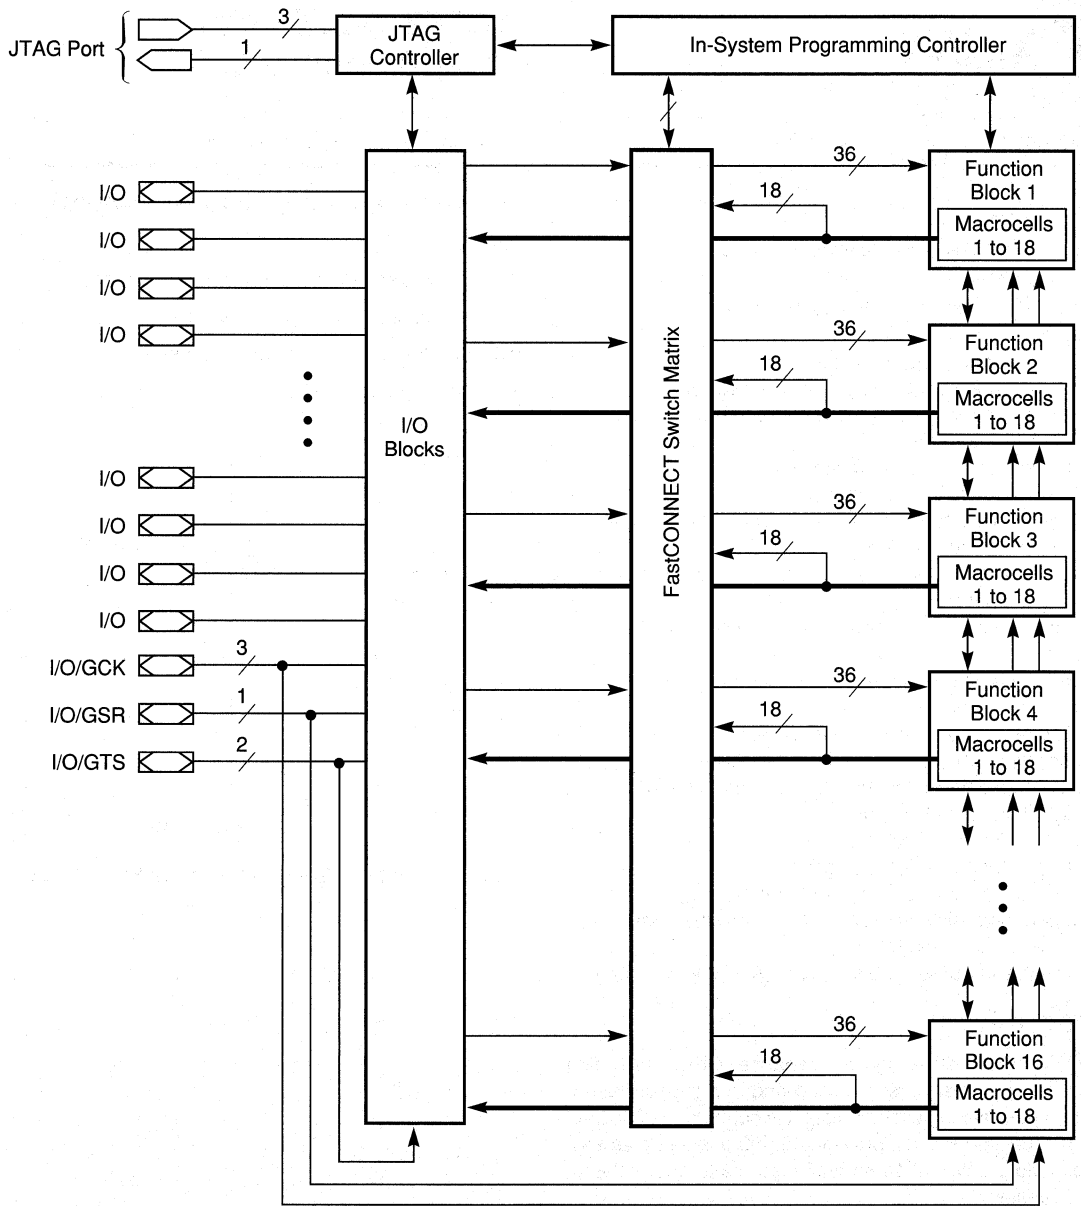 JTAG Port
3
1
JTAG
Controller
In-System Programming Controller
I/O
I/O
I/O
I/O
I/O
I/O
I/O
I/O
I/O/GCK
3
I/O/GSR
1
I/O/GTS
2
I/O
Blocks
FastCONNECT Switch Matrix
36
18
Function
Block 1
Macrocells
1 to 18
36
18
Function
Block 2
Macrocells
1 to 18
36
18
Function
Block 3
Macrocells
1 to 18
36
18
Function
Block 4
Macrocells
1 to 18
36
18
Function
Block 16
Macrocells
1 to 18